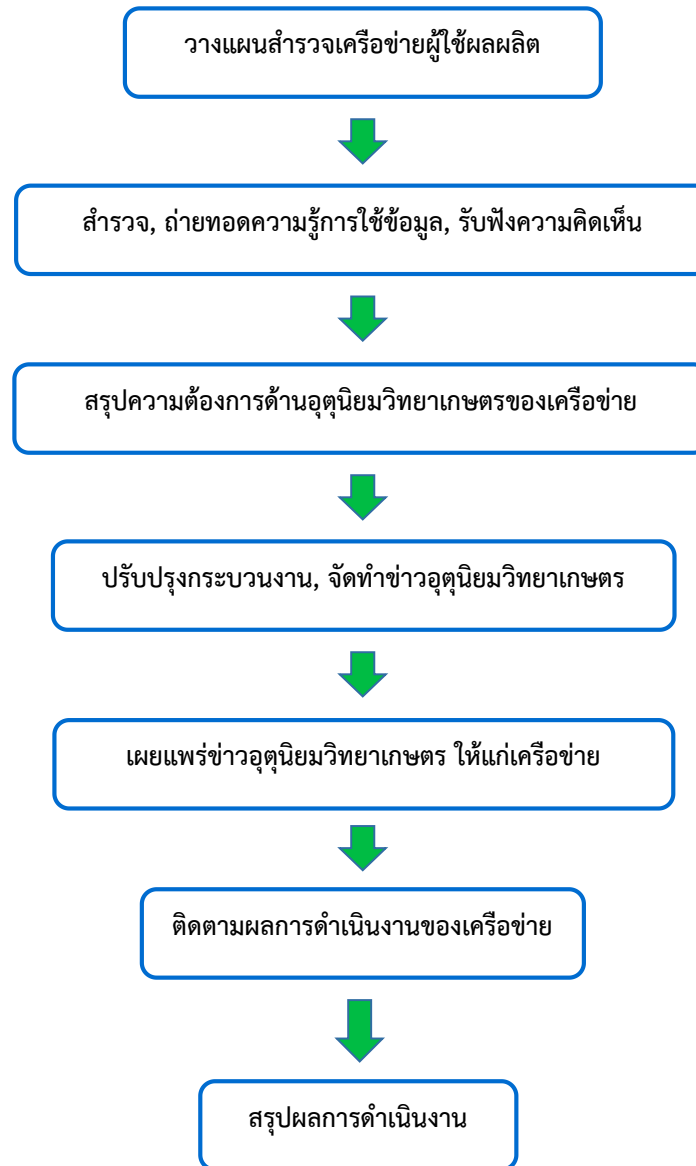 วางแผนสำรวจเครือข่ายผู้ใช้ผลผลิต
สำรวจ, ถ่ายทอดความรู้การใช้ข้อมูล, รับฟังความคิดเห็น
สรุปความต้องการด้านอุตุนิยมวิทยาเกษตรของเครือข่าย
ปรับปรุงกระบวนงาน, จัดทำข่าวอุตุนิยมวิทยาเกษตร
เผยแพร่ข่าวอุตุนิยมวิทยาเกษตร ให้แก่เครือข่าย
ติดตามผลการดำเนินงานของเครือข่าย
สรุปผลการดำเนินงาน